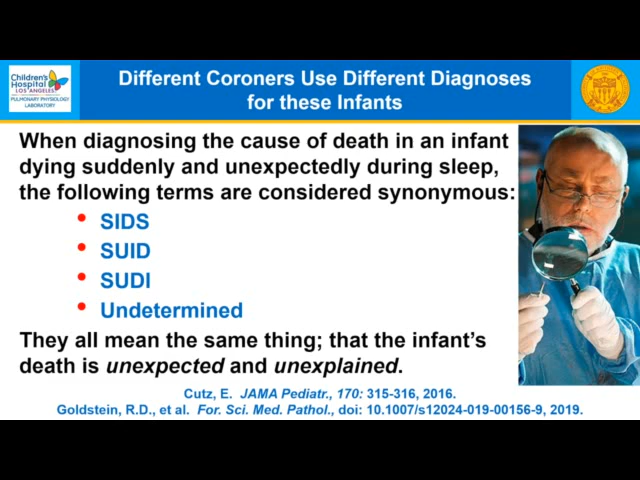 Children's
Hospital
LOS ANGELES
PULMONARY PHYSIOLOGY
LABORATORY
Different Coroners Use Different Diagnoses
for these Infants
When diagnosing the cause of death in an infant
dying suddenly and unexpectedly during sleep,
the following terms are considered synonymous:
• SIDS
• SUID
• SUDI
• Undetermined
They all mean the same thing; that the infant's
death is unexpected and unexplained.
Cutz, E. JAMA Pediatr., 170: 315-316, 2016.
Goldstein, R.D., et al. For. Sci. Med. Pathol., doi: 10.1007/s12024-019-00156-9, 2019.